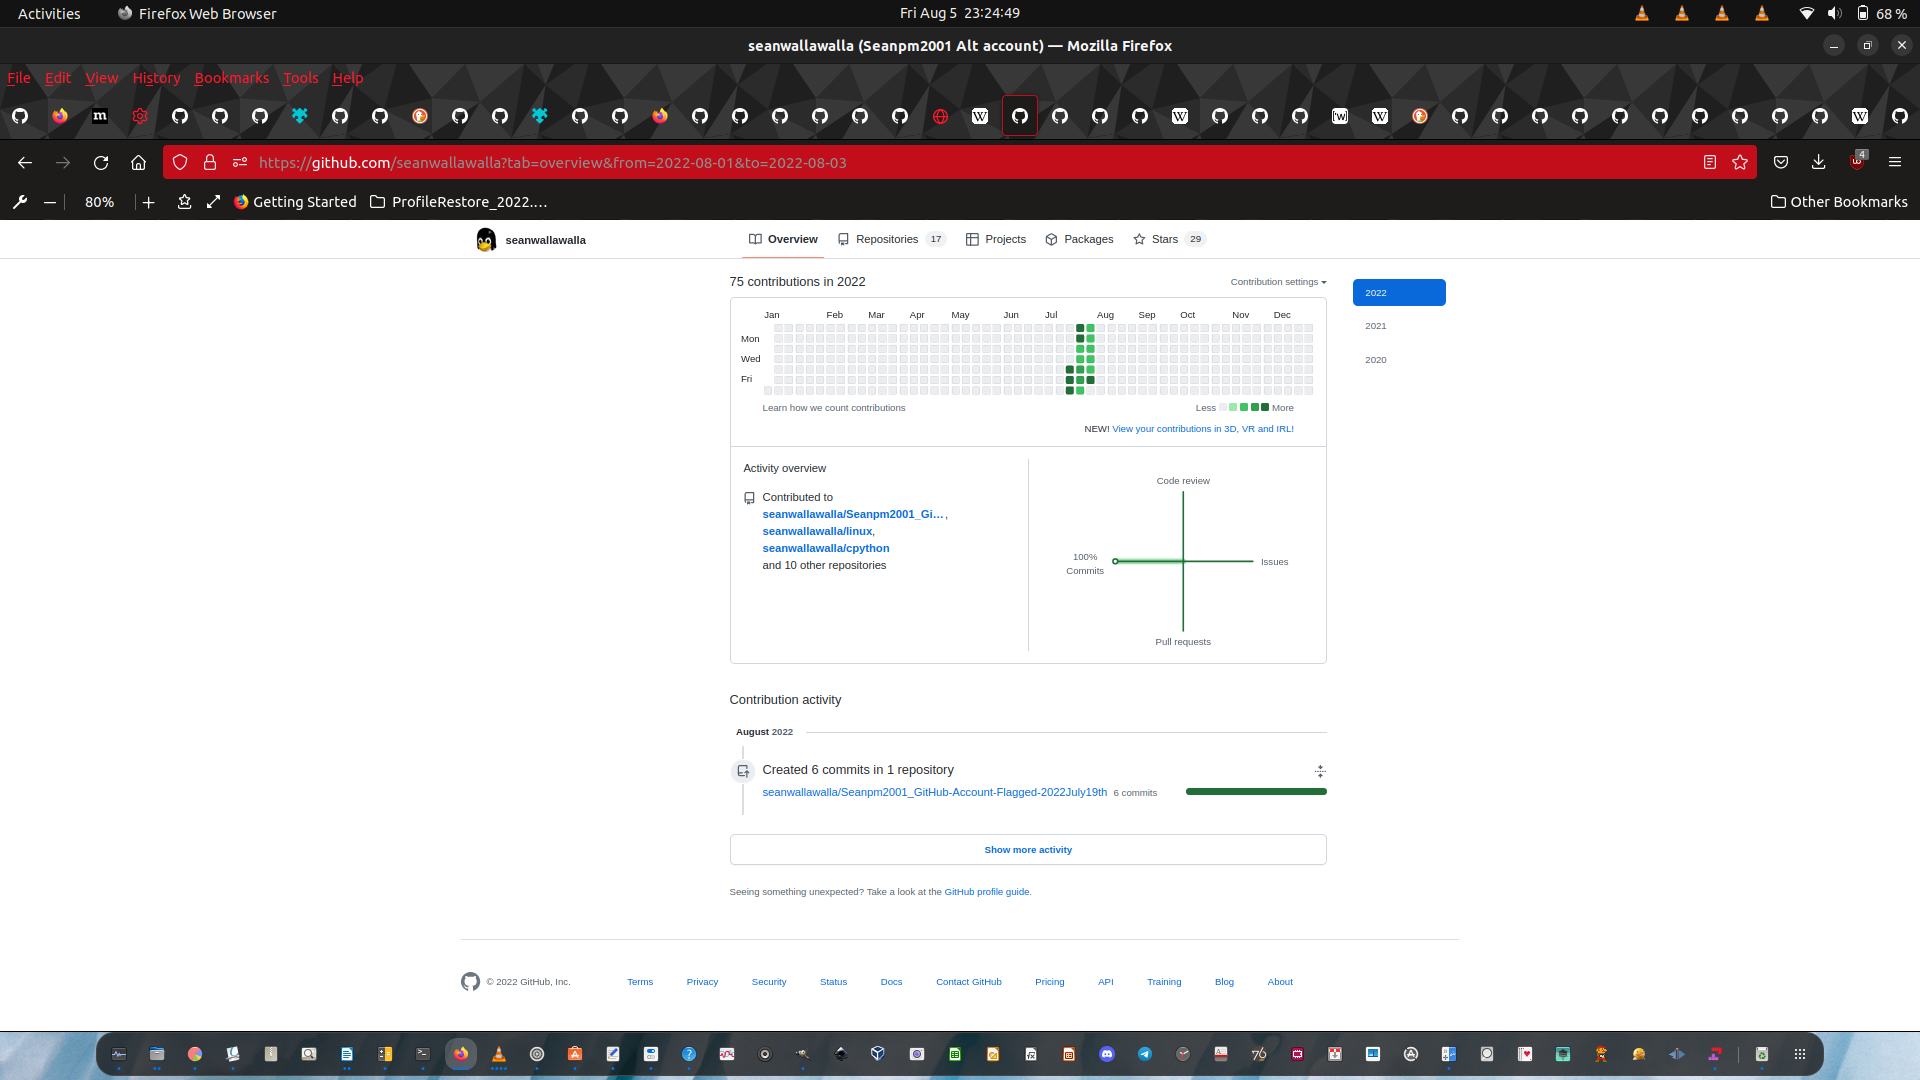 Activities Firefox Web Browser Fri Aug 5 23:24:49 68 %
seanwallawalla (Seanpm2001 Alt account) — Mozilla Firefox
File Edit View History Bookmarks Tools Help
https://github.com/seanwallawalla?tab=overview&from=2022-08-01&to=2022-08-03 4
80% Getting Started ProfileRestore_2022.… Other Bookmarks
seanwallawalla Overview Repositories 17 Projects Packages Stars 29
75 contributions in 2022 Contribution settings 2022
2021
2020
Jan Feb Mar Apr May Jun Jul Aug Sep Oct Nov Dec
Mon
Wed
Fri
Learn how we count contributions Less More
NEW! View your contributions in 3D, VR and IRL!
Activity overview
Contributed to
seanwallawalla/Seanpm2001_Gi… ,
seanwallawalla/linux,
seanwallawalla/cpython
and 10 other repositories
Code review
100%
Commits
Issues
Pull requests
Contribution activity
August 2022
Created 6 commits in 1 repository
seanwallawalla/Seanpm2001_GitHub-Account-Flagged-2022July19th 6 commits
Show more activity
Seeing something unexpected? Take a look at the GitHub profile guide.
© 2022 GitHub, Inc. Terms Privacy Security Status Docs Contact GitHub Pricing API Training Blog About